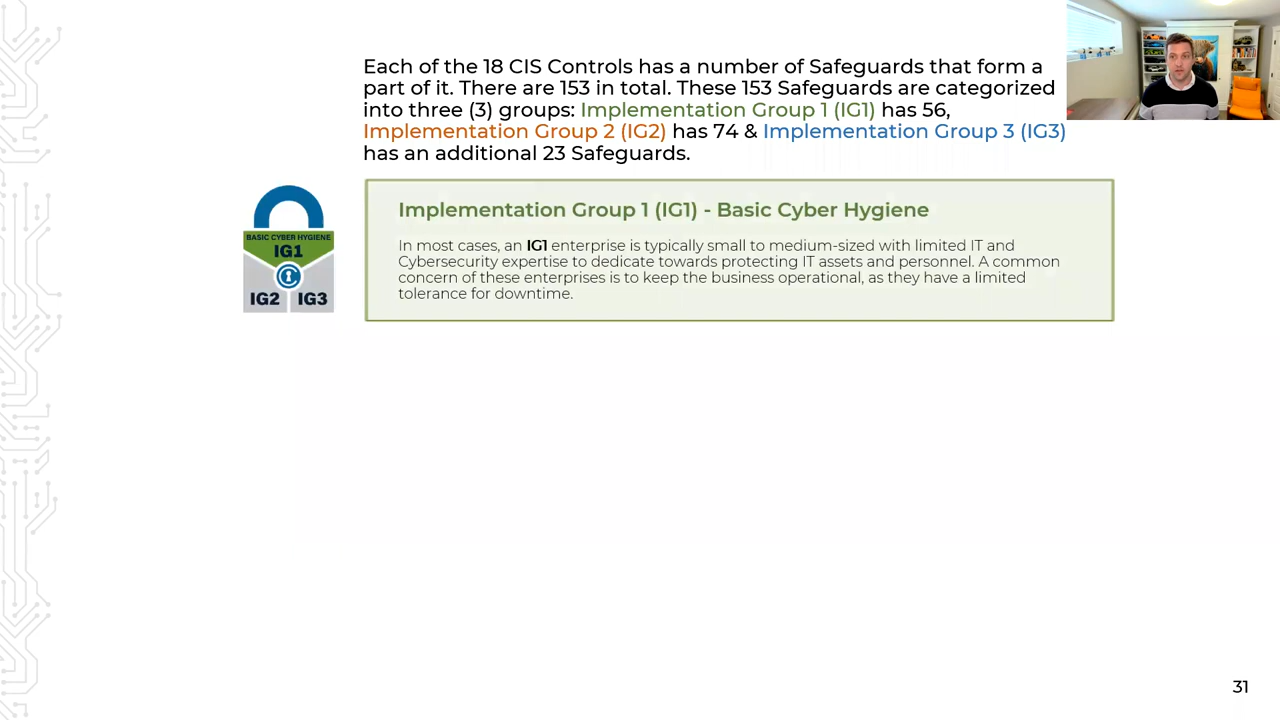 Each of the 18 CIS Controls has a number of Safeguards that form a
part of it. There are 153 in total. These 153 Safeguards are categorized
into three (3) groups: Implementation Group 1 (IG1) has 56,
Implementation Group 2 (IG2) has 74 & Implementation Group 3 (IG3)
has an additional 23 Safeguards.
BASIC CYBER HYGIENE
IG1
IG2 IG3
Implementation Group 1 (IG1) - Basic Cyber Hygiene
In most cases, an IG1 enterprise is typically small to medium-sized with limited IT and
Cybersecurity expertise to dedicate towards protecting IT assets and personnel. A common
concern of these enterprises is to keep the business operational, as they have a limited
tolerance for downtime.
31